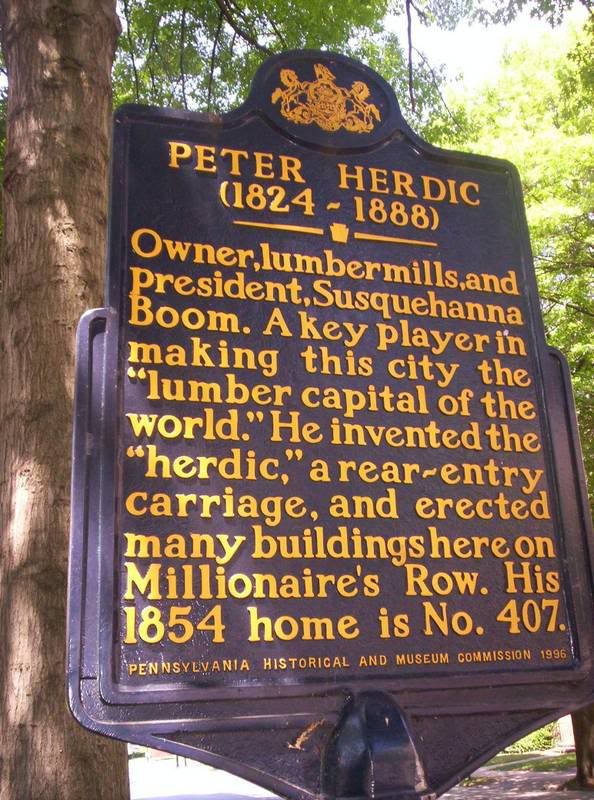 PETER HERDIC
(1824 - 1888)
Owner, lumbermills, and
President, Susquehanna
Boom. A key player in
making this city the
"lumber capital of the
world." He invented the
"herdic," a rear-entry
carriage, and erected
many buildings here on
Millionaire's Row. His
1854 home is No. 407.
PENNSYLVANIA HISTORICAL AND MUSEUM COMMISSION 1996